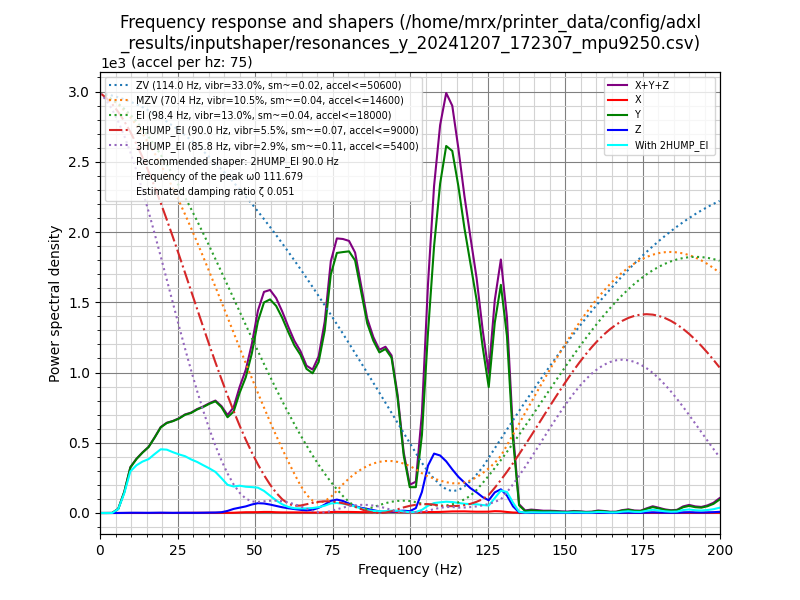 Frequency response and shapers (/home/mrx/printer_data/config/adxl
_results/inputshaper/resonances_y_20241207_172307_mpu9250.csv)
1e3 (accel per hz: 75)
ZV (114.0 Hz, vibr=33.0%, sm~=0.02, accel<=50600)
MZV (70.4 Hz, vibr=10.5%, sm~=0.04, accel<=14600)
EI (98.4 Hz, vibr=13.0%, sm~=0.04, accel<=18000)
2HUMP_EI (90.0 Hz, vibr=5.5%, sm~=0.07, accel<=9000)
3HUMP_EI (85.8 Hz, vibr=2.9%, sm~=0.11, accel<=5400)
Recommended shaper: 2HUMP_EI 90.0 Hz
Frequency of the peak ω0 111.679
Estimated damping ratio ζ 0.051
X+Y+Z
X
Y
Z
With 2HUMP_EI
Power spectral density
3.0
2.5
2.0
1.5
1.0
0.5
0.0
0
25
50
75
100
125
150
175
200
Frequency (Hz)